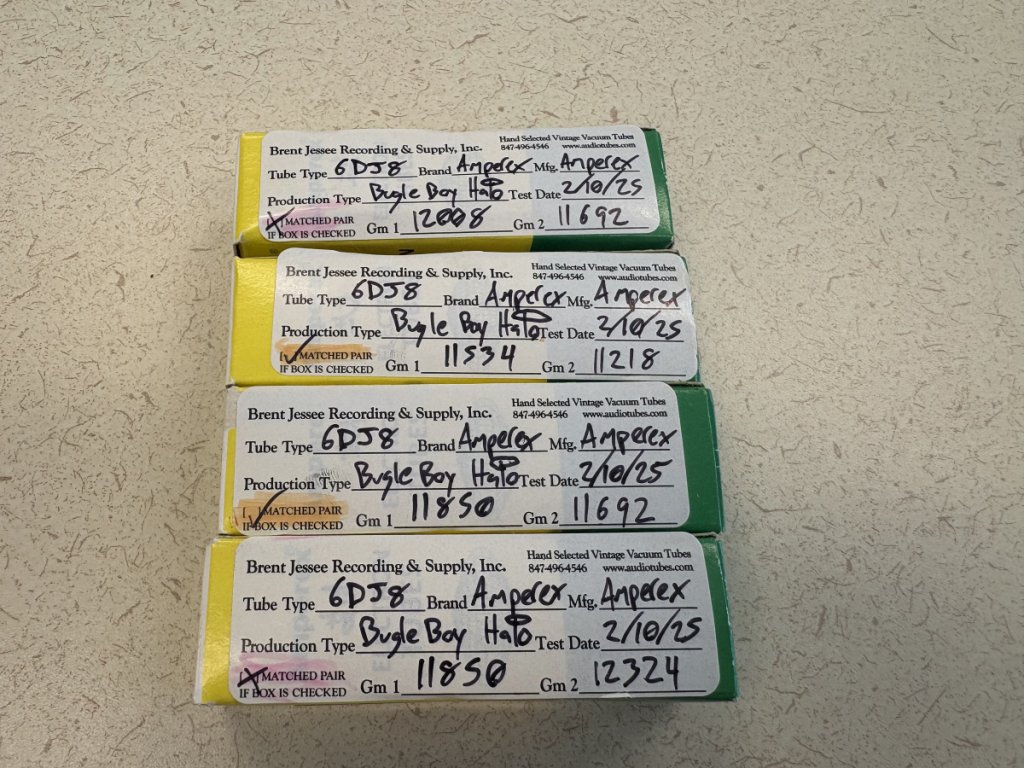 Brent Jessee Recording & Supply, Inc. Hand Selected Vintage Vacuum Tubes
847-496-4546 www.audiotubes.com
Tube Type 6DJ8 Brand Amperex Mfg. Amperex
Production Type Bugle Boy Halo Test Date 2/10/25
[X] MATCHED PAIR
IF BOX IS CHECKED Gm 1 12008 Gm 2 11692
Brent Jessee Recording & Supply, Inc. Hand Selected Vintage Vacuum Tubes
847-496-4546 www.audiotubes.com
Tube Type 6DJ8 Brand Amperex Mfg. Amperex
Production Type Bugle Boy Halo Test Date 2/10/25
[✓] MATCHED PAIR
IF BOX IS CHECKED Gm 1 11534 Gm 2 11218
Brent Jessee Recording & Supply, Inc. Hand Selected Vintage Vacuum Tubes
847-496-4546 www.audiotubes.com
Tube Type 6DJ8 Brand Amperex Mfg. Amperex
Production Type Bugle Boy Halo Test Date 2/10/25
[✓] MATCHED PAIR
IF BOX IS CHECKED Gm 1 11850 Gm 2 11692
Brent Jessee Recording & Supply, Inc. Hand Selected Vintage Vacuum Tubes
847-496-4546 www.audiotubes.com
Tube Type 6DJ8 Brand Amperex Mfg. Amperex
Production Type Bugle Boy Halo Test Date 2/10/25
[X] MATCHED PAIR
IF BOX IS CHECKED Gm 1 11850 Gm 2 12324